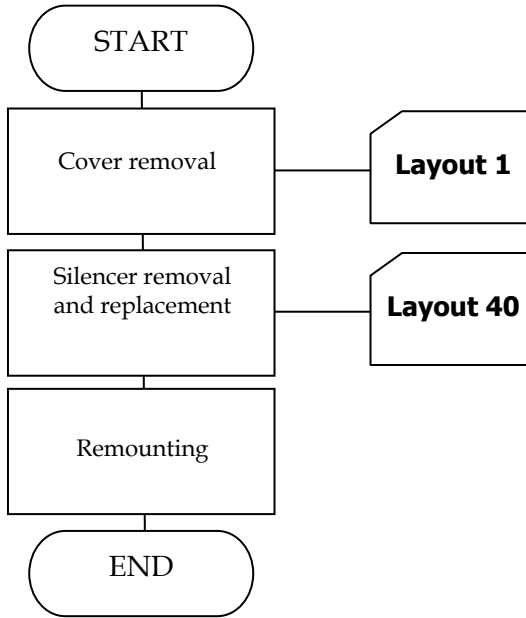 START
Cover removal
Layout 1
Silencer removal
and replacement
Layout 40
Remounting
END